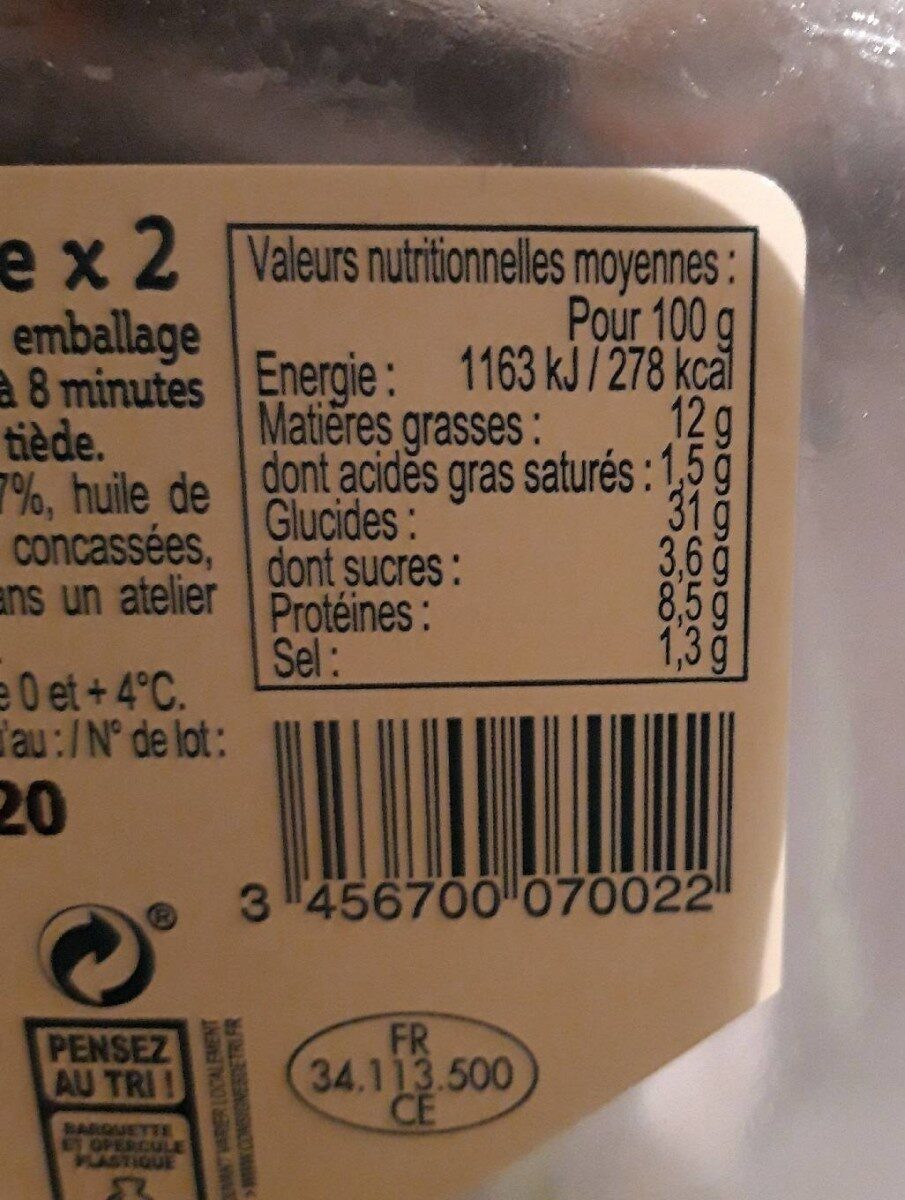 e x 2
emballage
à 8 minutes
tiède.
7%, huile de
concassées,
ans un atelier
e 0 et + 4°C.
'au : / N° de lot :
20
Valeurs nutritionnelles moyennes :
Pour 100 g
Energie : 1163 kJ / 278 kcal
Matières grasses : 12 g
dont acides gras saturés : 1,5 g
Glucides : 31 g
dont sucres : 3,6 g
Protéines : 8,5 g
Sel : 1,3 g
3 456700 070022
®
PENSEZ
AU TRI !
BARQUETTE
ET OPERCULE
PLASTIQUE
VARIER LOCALEMENT
FR
34.113.500
CE